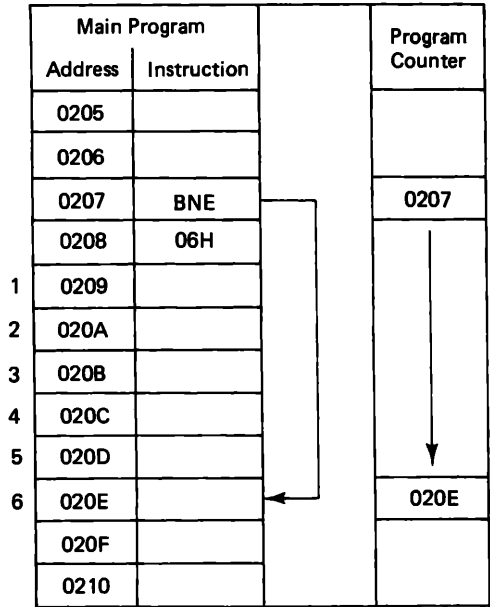 Main Program
Program Counter
Address Instruction
0205
0206
0207 BNE 0207
0208 06H
1 0209
2 020A
3 020B
4 020C
5 020D
6 020E 020E
020F
0210